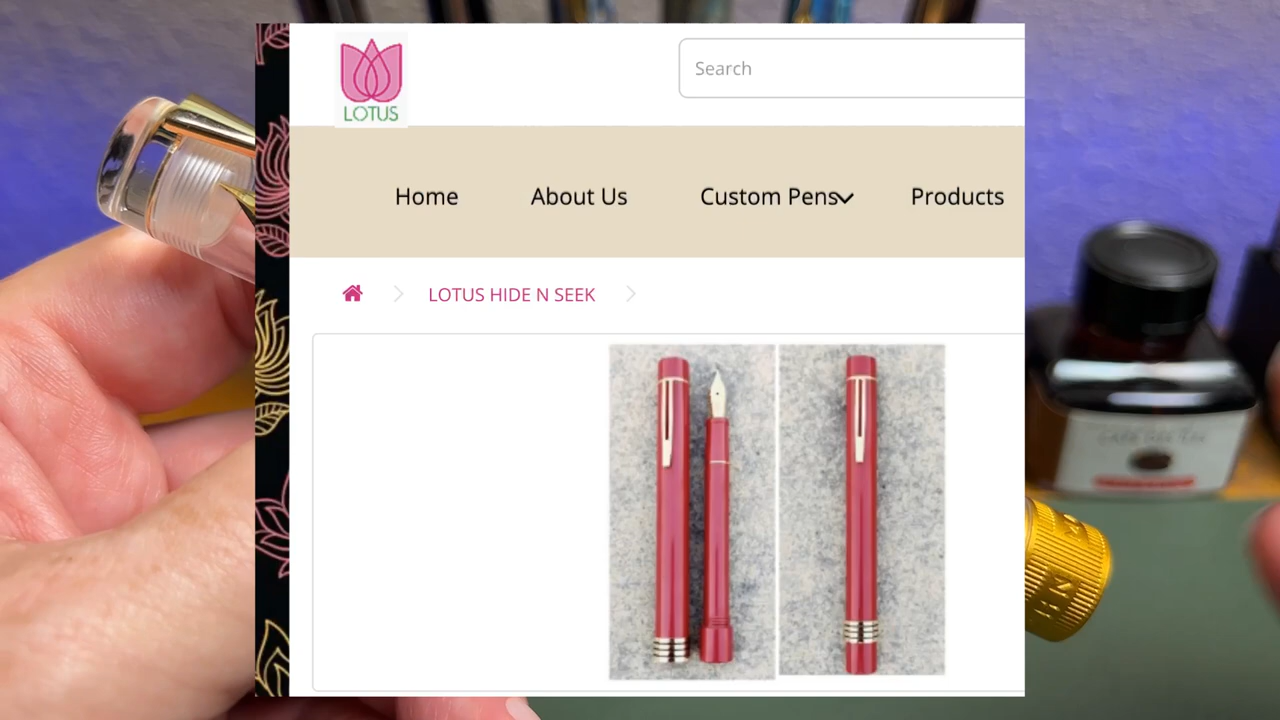 LOTUS
Search
Home
About Us
Custom Pens
Products
LOTUS HIDE N SEEK